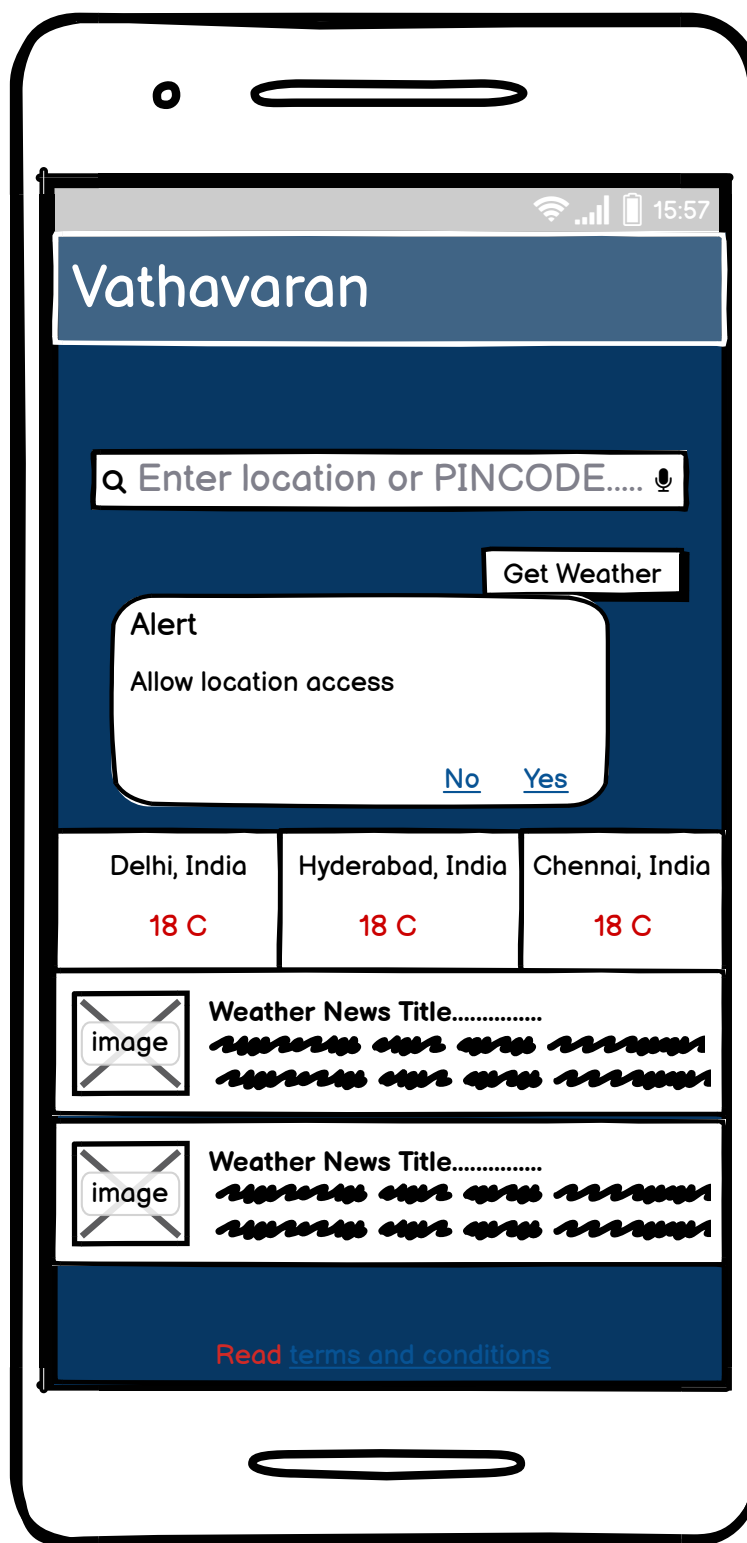 15:57
Vathavaran
Enter location or PINCODE.....
Get Weather
Alert
Allow location access
No Yes
Delhi, India Hyderabad, India Chennai, India
18 C 18 C 18 C
Weather News Title...............
image
Weather News Title...............
image
Read terms and conditions